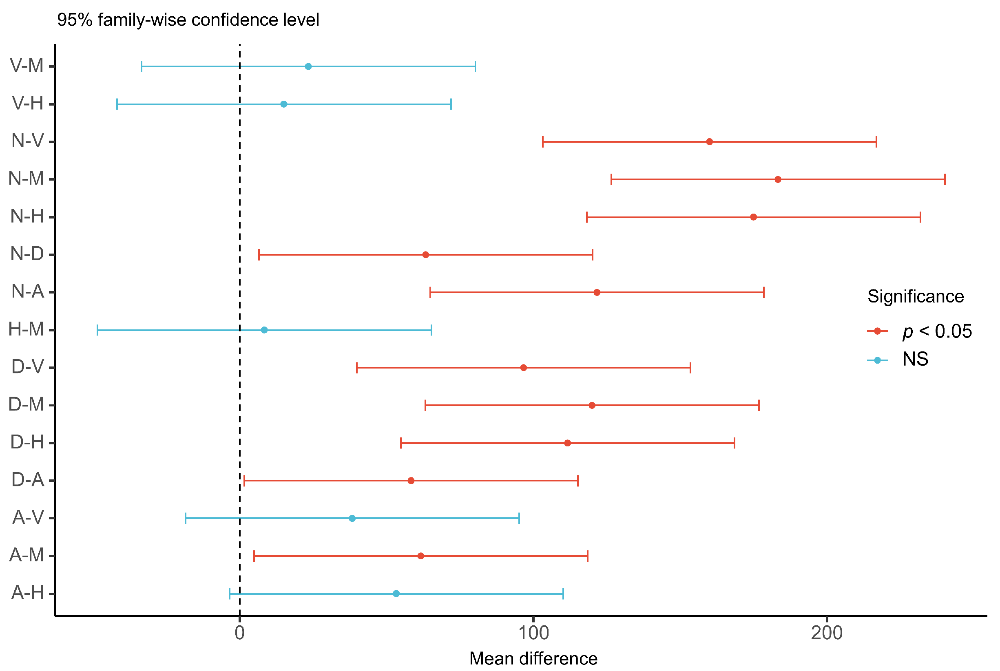 95% family-wise confidence level
V-M
V-H
N-V
N-M
N-H
N-D
N-A
H-M
D-V
D-M
D-H
D-A
A-V
A-M
A-H
Significance
p < 0.05
NS
0 100 200
Mean difference